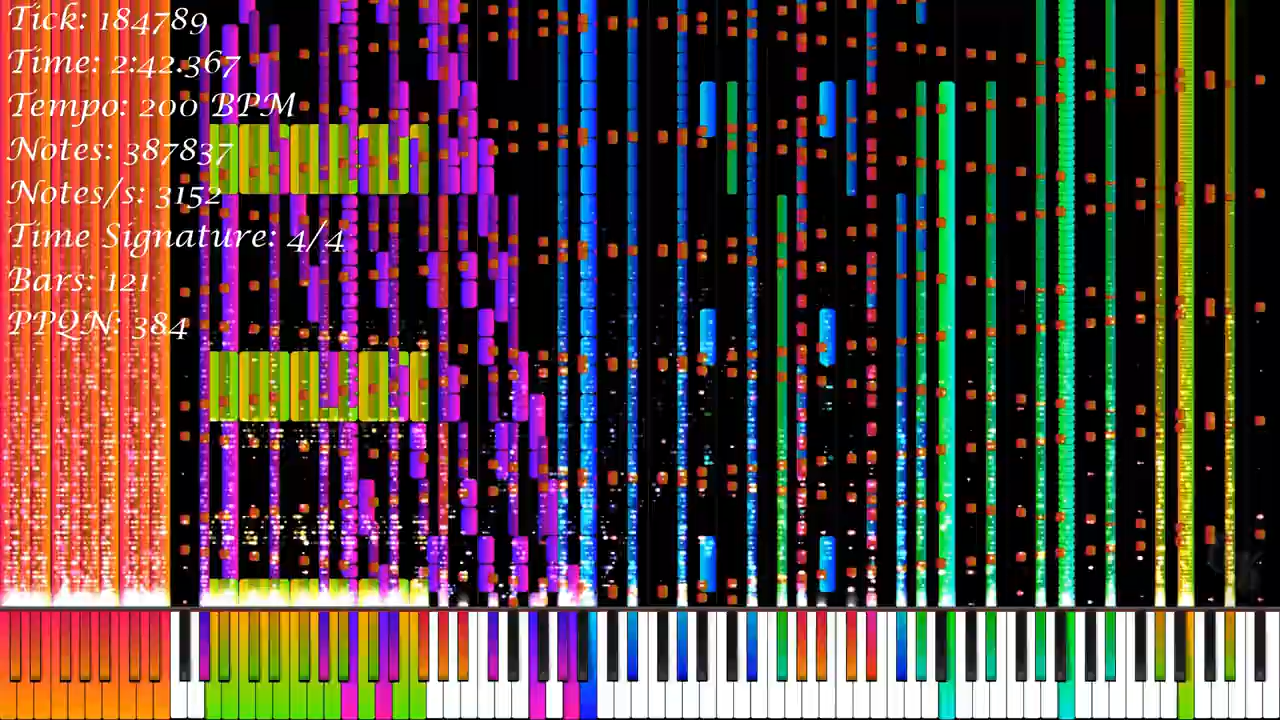 Tick: 184789
Time: 2:42.367
Tempo: 200 BPM
Notes: 387837
Notes/s: 3152
Time Signature: 4/4
Bars: 121
PPQN: 384